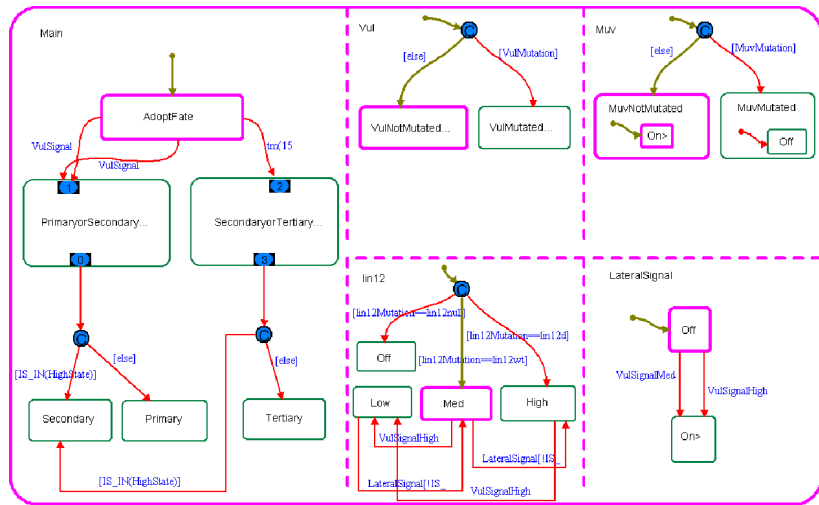 Main
AdoptFate
VulSignal
VulSignal
tm(15
1
2
PrimaryorSecondary...
SecondaryorTertiary...
0
3
C
C
[IS_IN(HighState)]
[else]
[else]
Secondary
Primary
Tertiary
[IS_IN(HighState)]
Vul
C
[else]
[VulMutation]
VulNotMutated...
VulMutated...
Muv
C
[else]
[MuvMutation]
MuvNotMutated
On>
MuvMutated
Off
lin12
C
[lin12Mutation==lin12null]
[lin12Mutation==lin12d]
Off
[lin12Mutation==lin12wt]
Low
Med
High
VulSignalHigh
LateralSignal[!IS_
LateralSignal[!IS_
VulSignalHigh
LateralSignal
Off
VulSignalMed
VulSignalHigh
On>